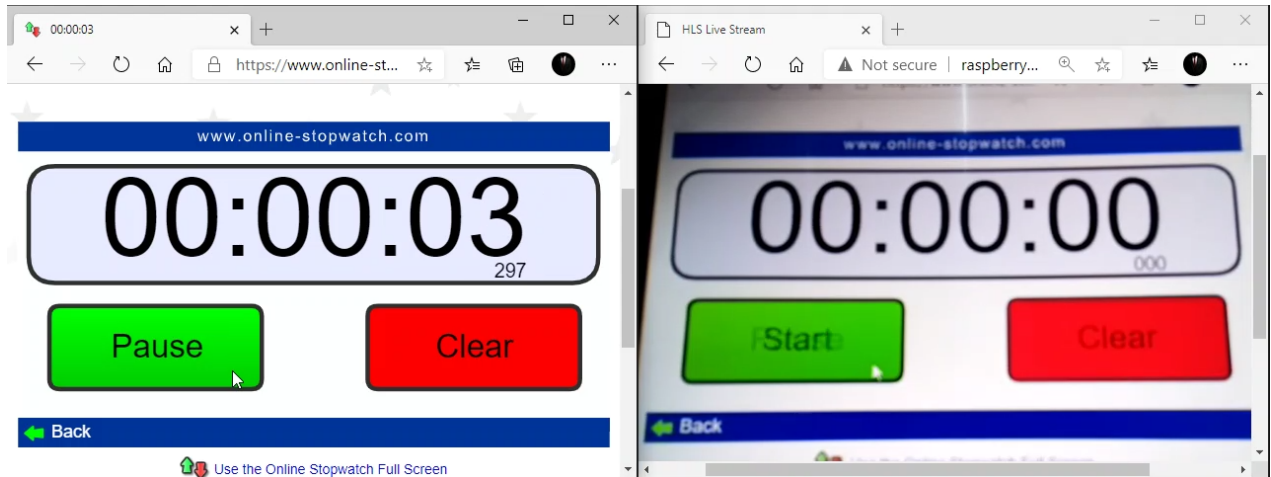 00:00:03
https://www.online-st...
www.online-stopwatch.com
00:00:03
297
Pause
Clear
Back
Use the Online Stopwatch Full Screen
HLS Live Stream
Not secure
raspberry...
www.online-stopwatch.com
00:00:00
000
Start
Clear
Back